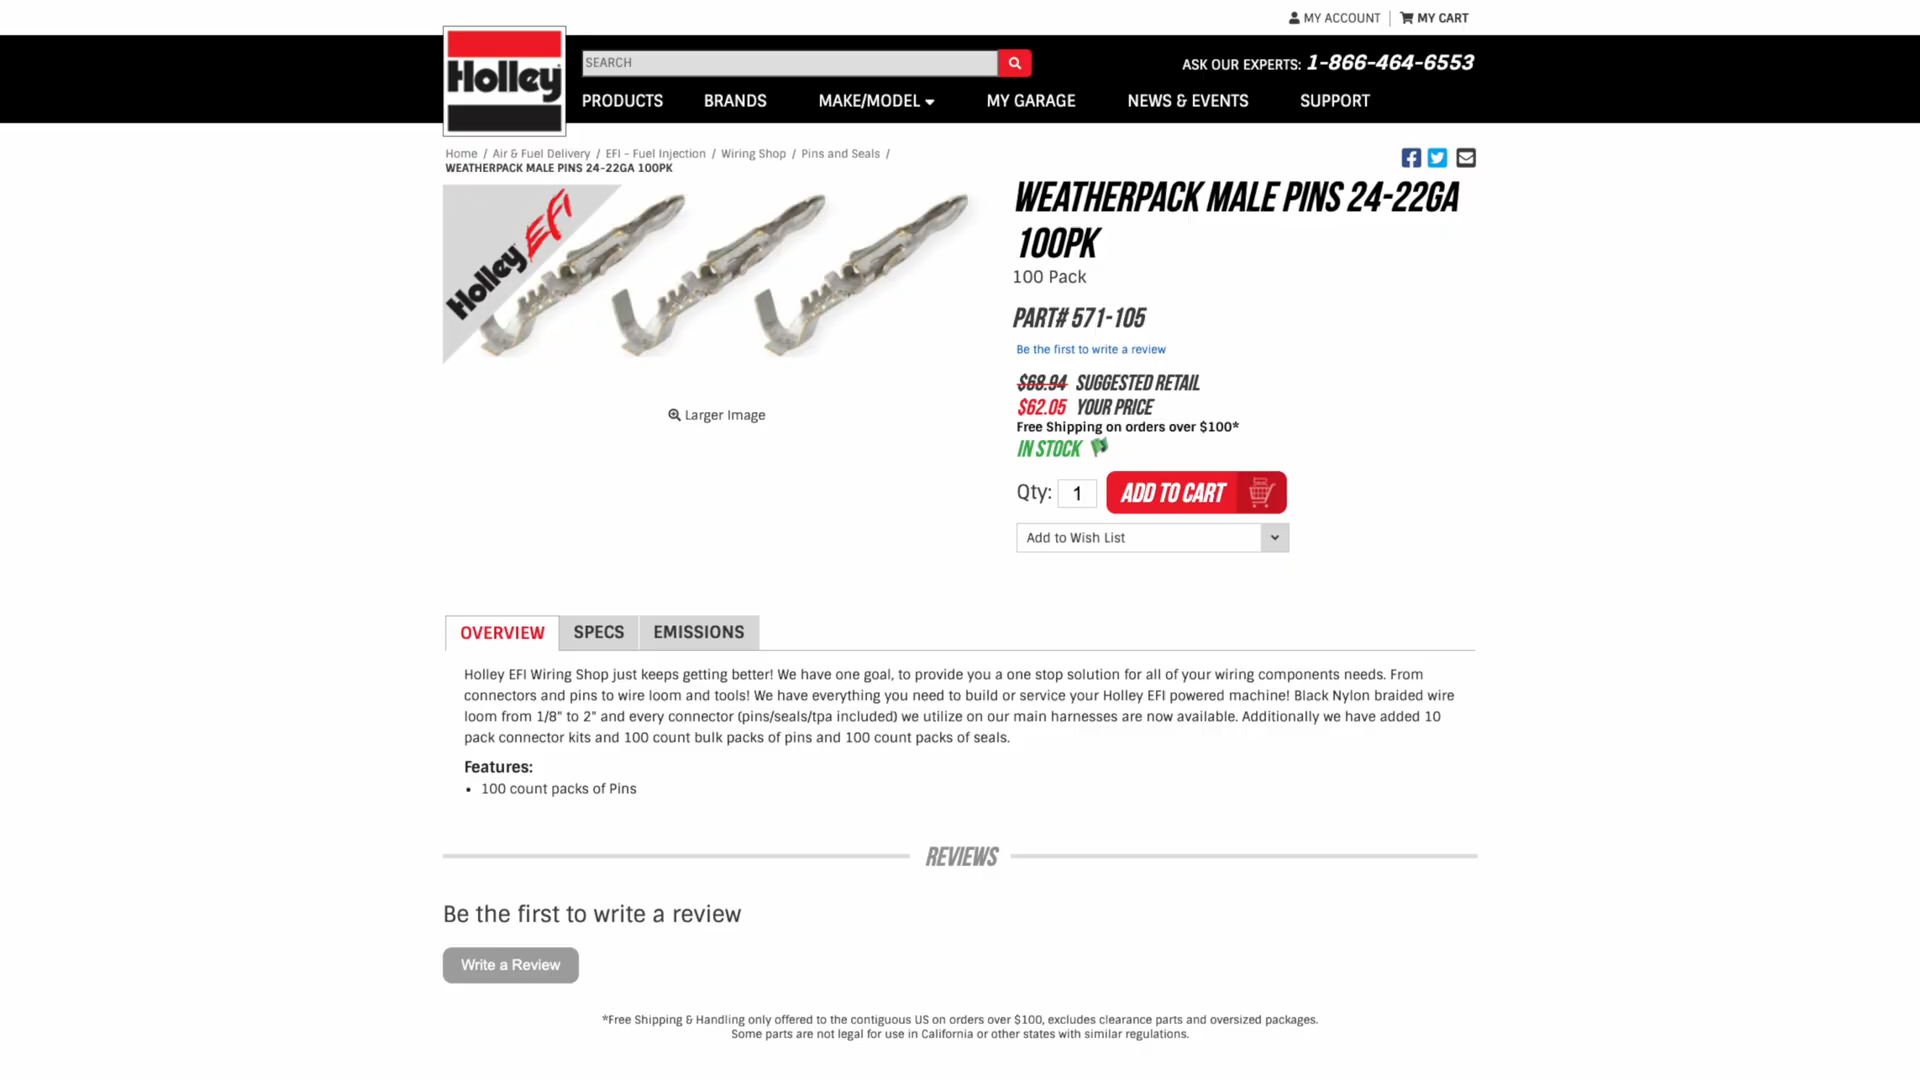 MY ACCOUNT
MY CART
Holley
SEARCH
ASK OUR EXPERTS: 1-866-464-6553
PRODUCTS
BRANDS
MAKE/MODEL
MY GARAGE
NEWS & EVENTS
SUPPORT
Home / Air & Fuel Delivery / EFI - Fuel Injection / Wiring Shop / Pins and Seals /
WEATHERPACK MALE PINS 24-22GA 100PK
Holley EFI
Larger Image
WEATHERPACK MALE PINS 24-22GA
100PK
100 Pack
PART# 571-105
Be the first to write a review
$68.94 SUGGESTED RETAIL
$62.05 YOUR PRICE
Free Shipping on orders over $100*
IN STOCK
Qty: 1
ADD TO CART
Add to Wish List
OVERVIEW
SPECS
EMISSIONS
Holley EFI Wiring Shop just keeps getting better! We have one goal, to provide you a one stop solution for all of your wiring components needs. From
connectors and pins to wire loom and tools! We have everything you need to build or service your Holley EFI powered machine! Black Nylon braided wire
loom from 1/8" to 2" and every connector (pins/seals/tpa included) we utilize on our main harnesses are now available. Additionally we have added 10
pack connector kits and 100 count bulk packs of pins and 100 count packs of seals.
Features:
• 100 count packs of Pins
REVIEWS
Be the first to write a review
Write a Review
*Free Shipping & Handling only offered to the contiguous US on orders over $100, excludes clearance parts and oversized packages.
Some parts are not legal for use in California or other states with similar regulations.